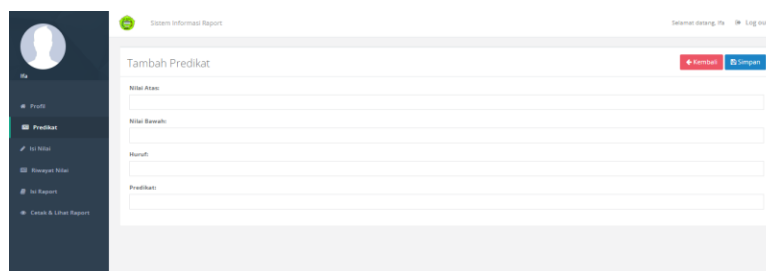 Sistem Informasi Raport
Selamat datang, Ifa Log ou
Ifa
Profil
Predikat
Isi Nilai
Riwayat Nilai
Isi Raport
Cetak & Lihat Raport
Tambah Predikat
Kembali Simpan
Nilai Atas:
Nilai Bawah:
Huruf:
Predikat: